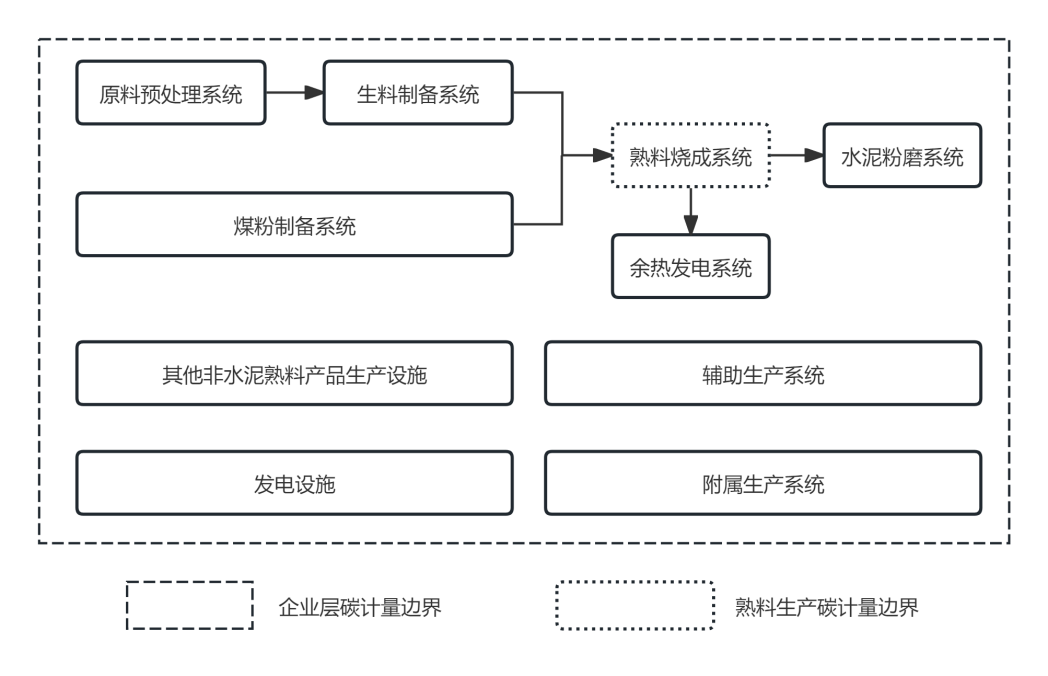 原料预处理系统
生料制备系统
熟料烧成系统
水泥粉磨系统
煤粉制备系统
余热发电系统
其他非水泥熟料产品生产设施
辅助生产系统
发电设施
附属生产系统
企业层碳计量边界
熟料生产碳计量边界